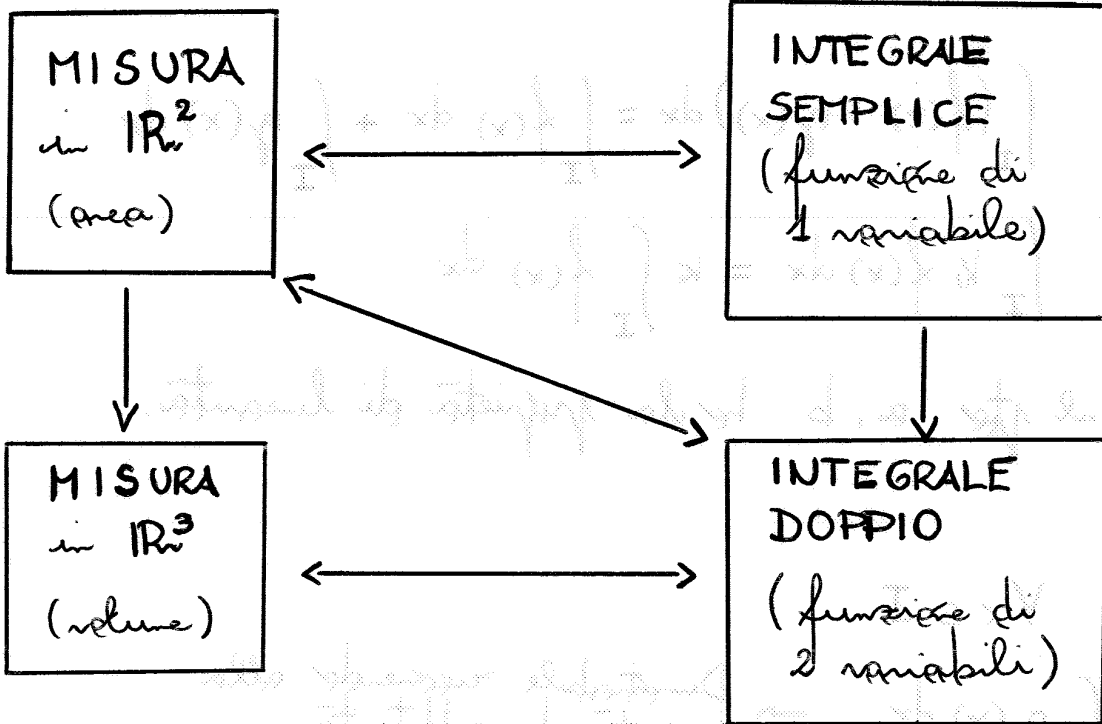 MISURA
in IR²
(area)
INTEGRALE
SEMPLICE
(funzione di
1 variabile)
MISURA
in IR³
(volume)
INTEGRALE
DOPPIO
(funzione di
2 variabili)